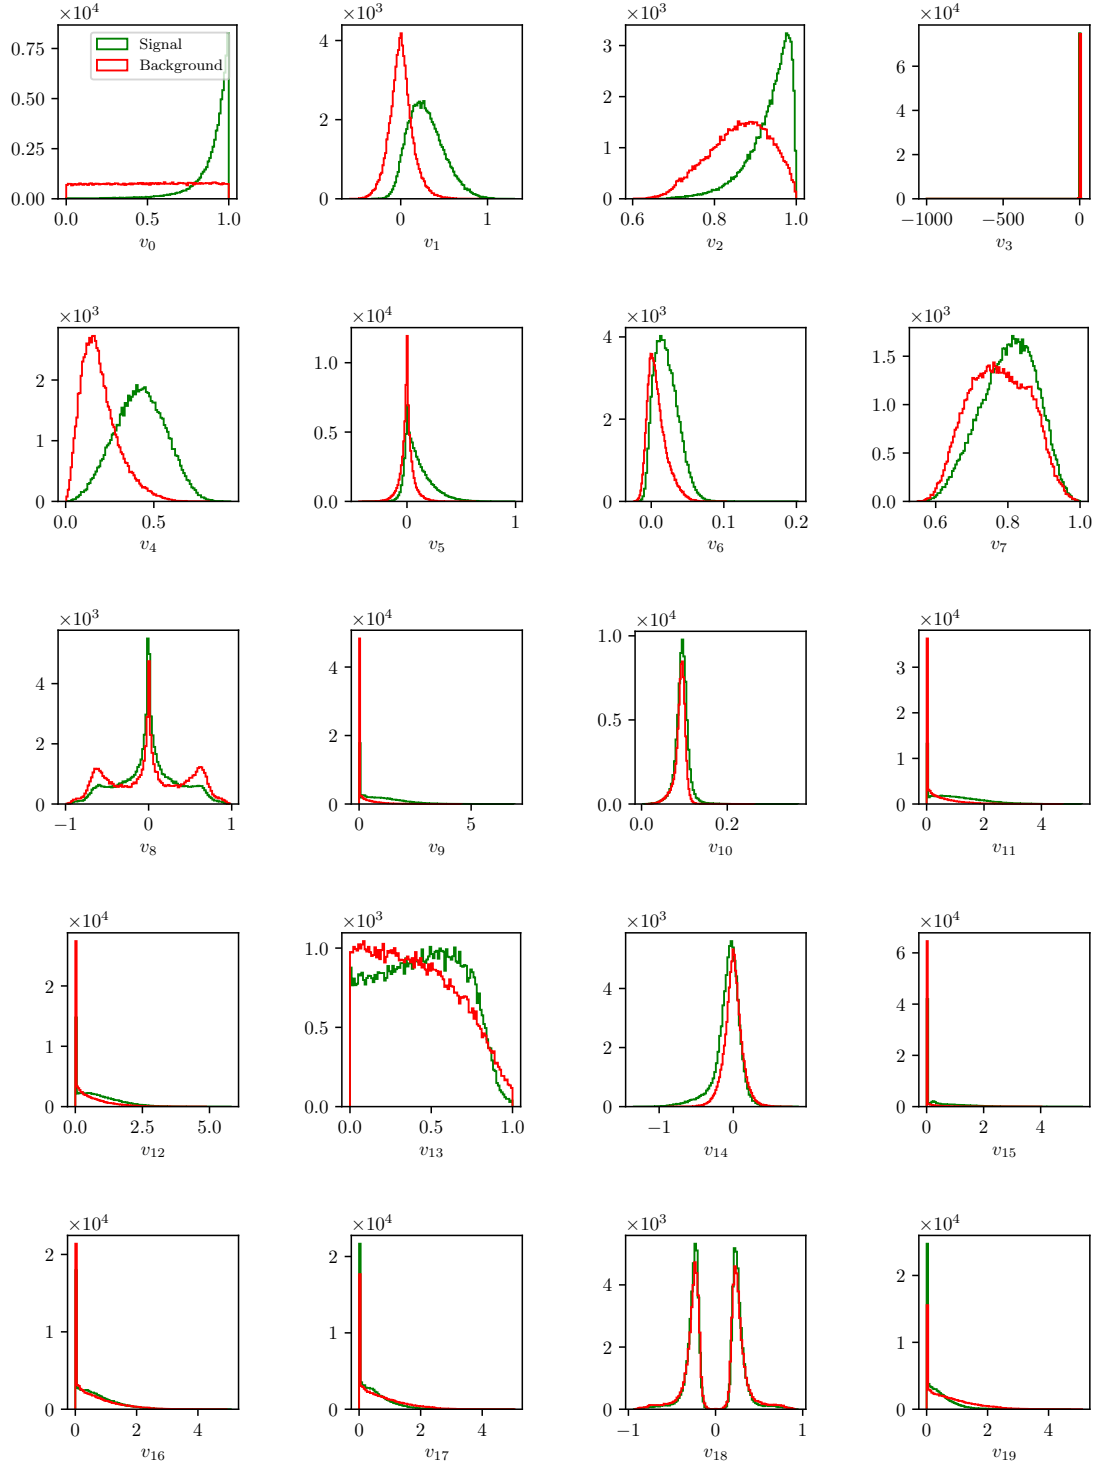 ×10⁴ ×10³ ×10³ ×10⁴
Signal
Background
0.75
0.50
0.25
0.00
0.0 0.5 1.0
v₀
4
2
0
0 1
v₁
3
2
1
0
0.6 0.8 1.0
v₂
6
4
2
0
−1000 −500 0
v₃
×10³ ×10⁴ ×10³ ×10³
2
1
0
0.0 0.5
v₄
1.0
0.5
0.0
0 1
v₅
4
2
0
0.0 0.1 0.2
v₆
1.5
1.0
0.5
0.0
0.6 0.8 1.0
v₇
×10³ ×10⁴ ×10⁴ ×10⁴
4
2
0
−1 0 1
v₈
4
2
0
0 5
v₉
1.0
0.5
0.0
0.0 0.2
v₁₀
3
2
1
0
0 2 4
v₁₁
×10⁴ ×10³ ×10³ ×10⁴
2
1
0
0.0 2.5 5.0
v₁₂
1.0
0.5
0.0
0.0 0.5 1.0
v₁₃
4
2
0
−1 0
v₁₄
6
4
2
0
0 2 4
v₁₅
×10⁴ ×10⁴ ×10³ ×10⁴
2
1
0
0 2 4
v₁₆
2
1
0
0 2 4
v₁₇
4
2
0
−1 0 1
v₁₈
2
1
0
0 2 4
v₁₉